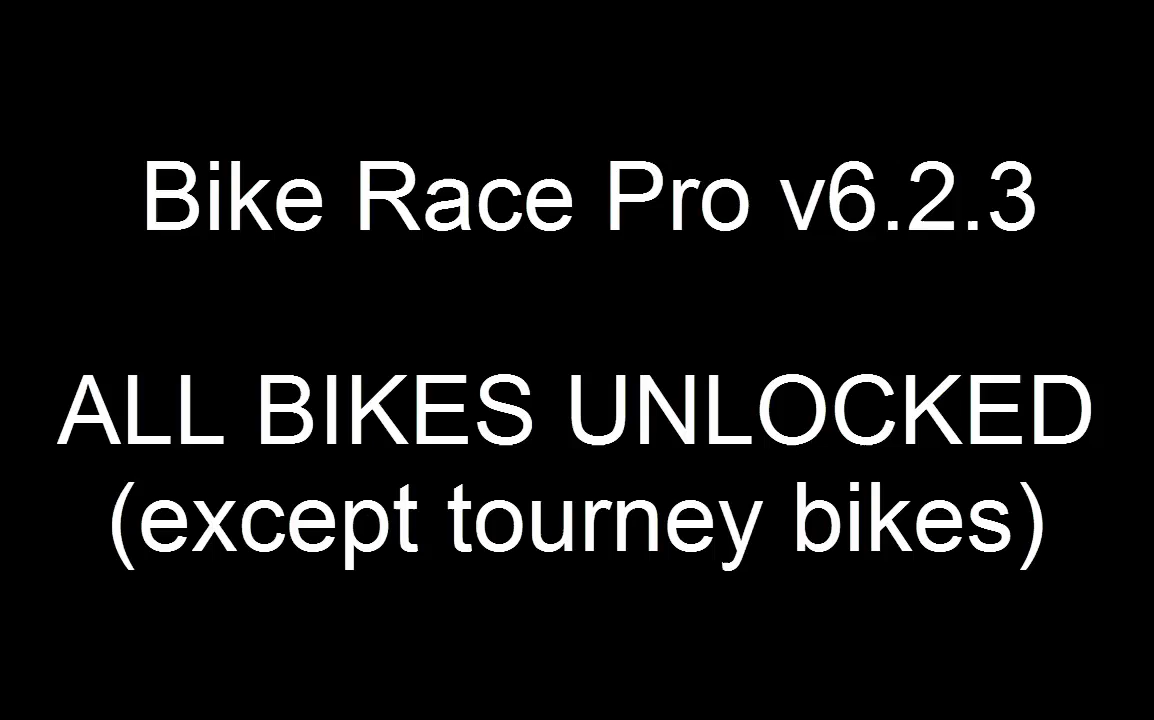 Bike Race Pro v6.2.3
ALL BIKES UNLOCKED
(except tourney bikes)